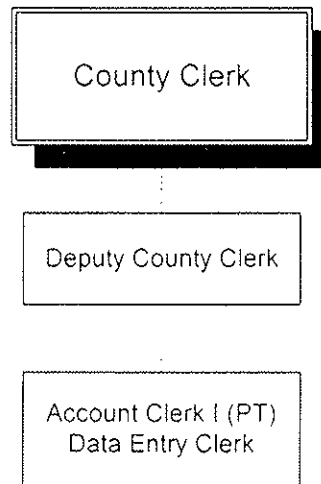 County Clerk
Deputy County Clerk
Account Clerk I (PT)
Data Entry Clerk